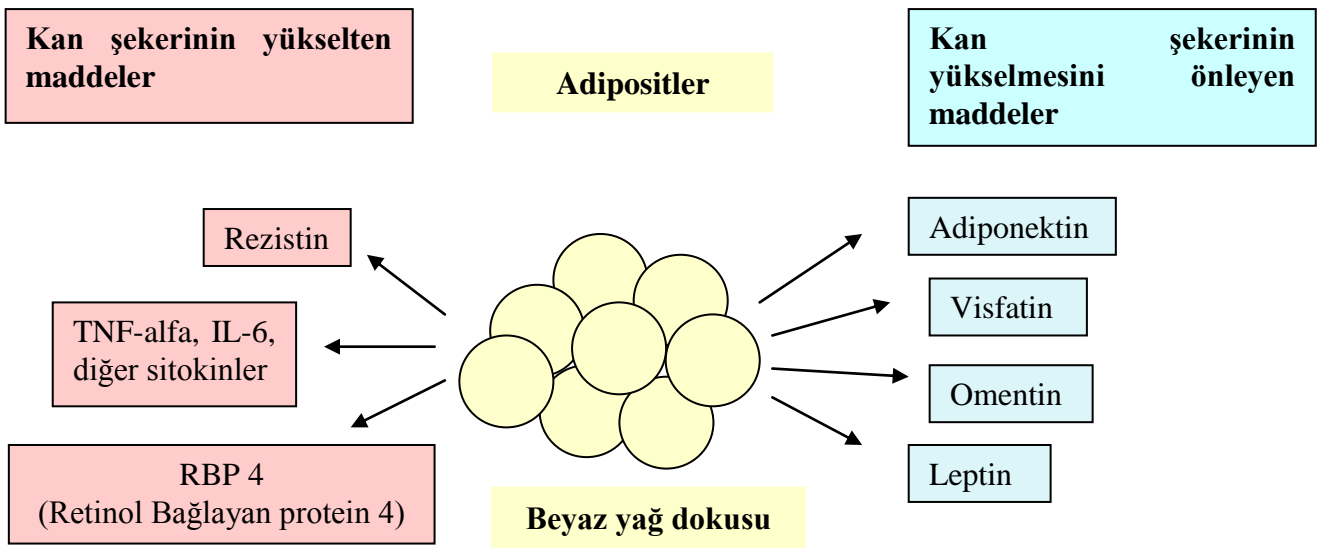 Kan şekerinin yükselten
maddeler
Adipositler
Kan şekerinin
yükselmesini önleyen
maddeler
Rezistin
TNF-alfa, IL-6,
diğer sitokinler
RBP 4
(Retinol Bağlayan protein 4)
Adiponektin
Visfatin
Omentin
Leptin
Beyaz yağ dokusu